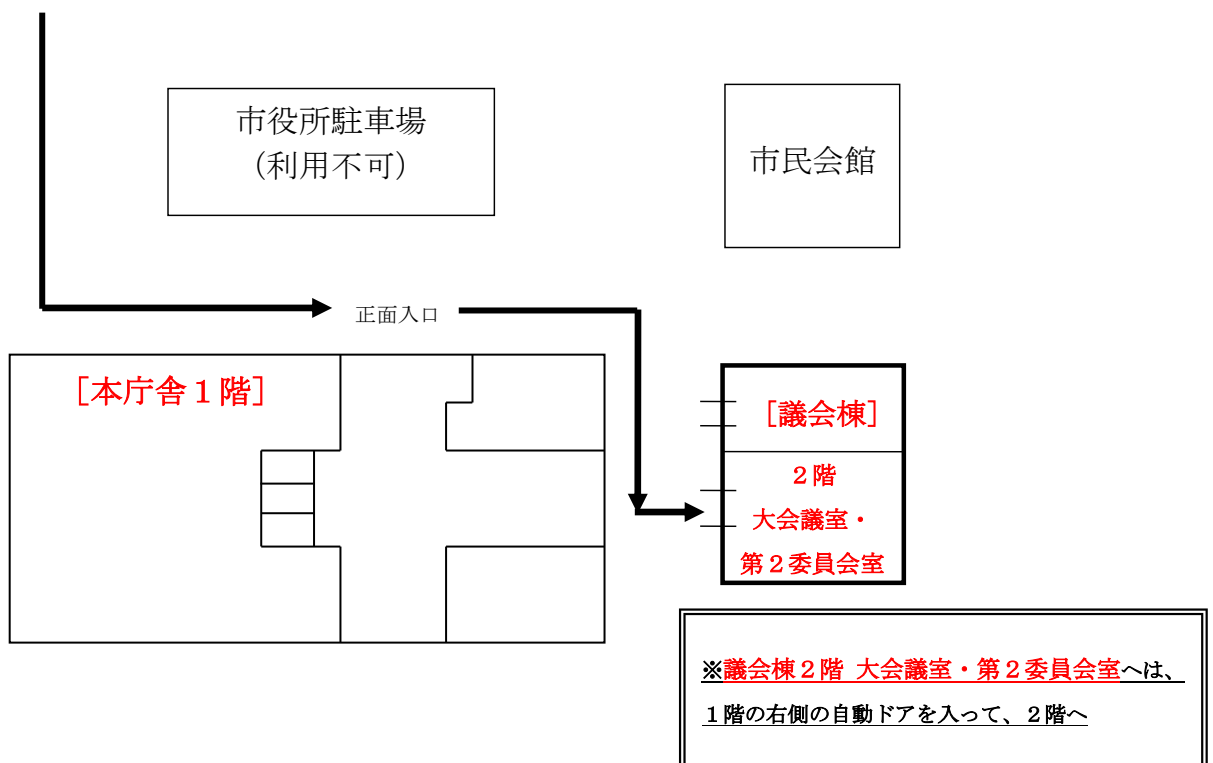 市役所駐車場
（利用不可）
市民会館
正面入口
［本庁舎１階］
［議会棟］
２階
大会議室・
第２委員会室
※議会棟２階 大会議室・第２委員会室へは、
１階の右側の自動ドアを入って、２階へ